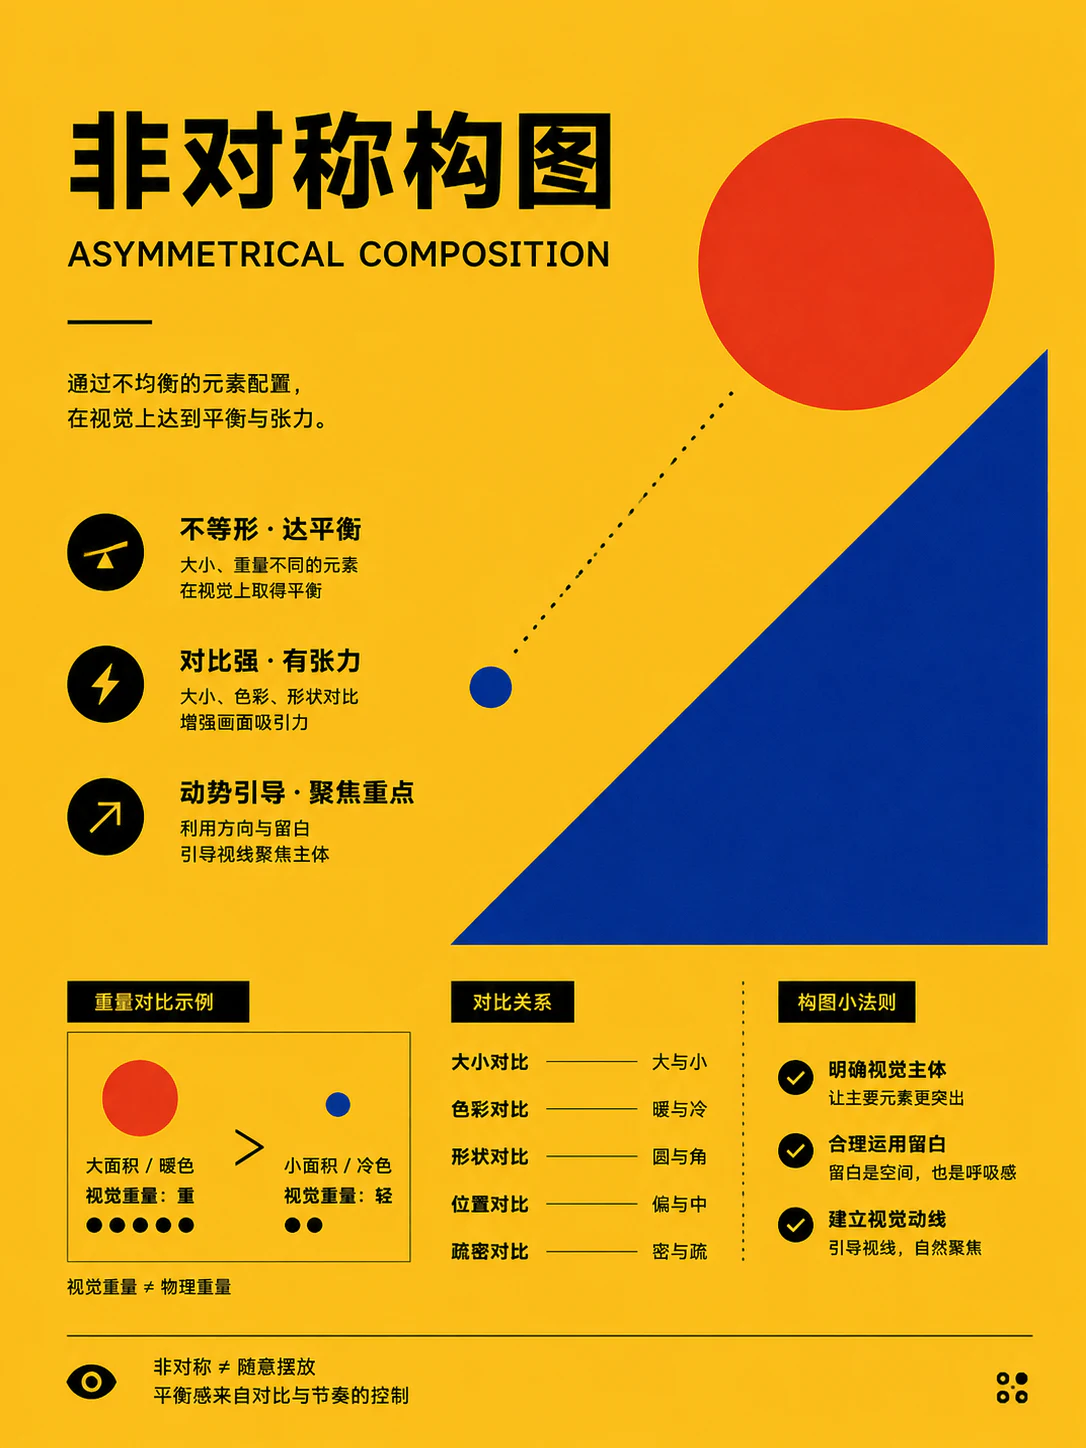 非对称构图
ASYMMETRICAL COMPOSITION
通过不均衡的元素配置，
在视觉上达到平衡与张力。
不等形·达平衡
大小、重量不同的元素
在视觉上取得平衡
对比强·有张力
大小、色彩、形状对比
增强画面吸引力
动势引导·聚焦重点
利用方向与留白
引导视线聚焦主体
重量对比示例
大面积 / 暖色
视觉重量：重
>
小面积 / 冷色
视觉重量：轻
视觉重量 ≠ 物理重量
对比关系
大小对比 大与小
色彩对比 暖与冷
形状对比 圆与角
位置对比 偏与中
疏密对比 密与疏
构图小法则
明确视觉主体
让主要元素更突出
合理运用留白
留白是空间，也是呼吸感
建立视觉动线
引导视线，自然聚焦
非对称 ≠ 随意摆放
平衡感来自对比与节奏的控制